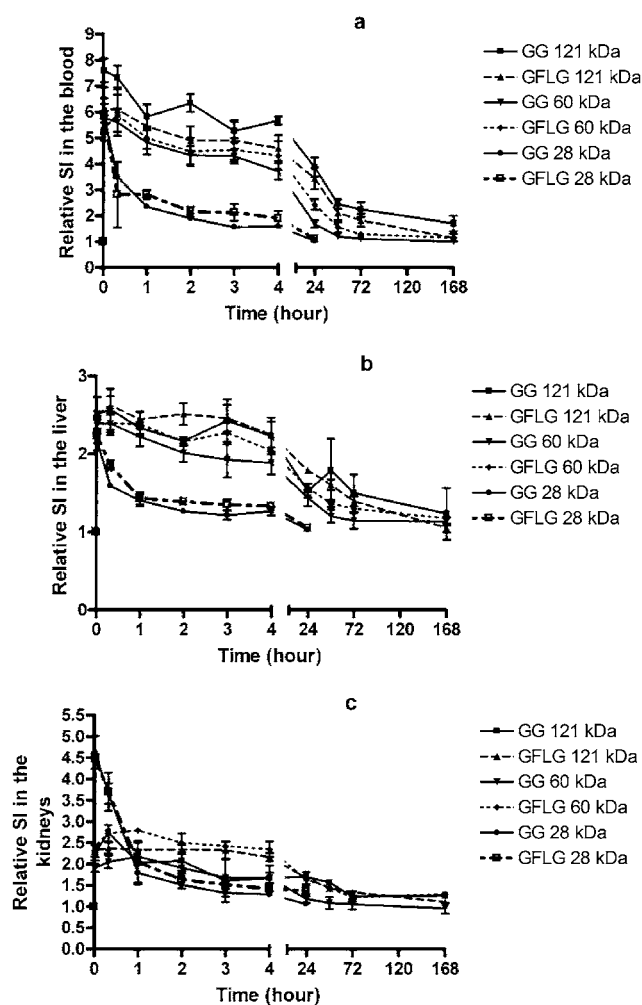 a
Relative SI in the blood
9
8
7
6
5
4
3
2
1
0
0 1 2 3 4 24 72 120 168
Time (hour)
GG 121 kDa
GFLG 121 kDa
GG 60 kDa
GFLG 60 kDa
GG 28 kDa
GFLG 28 kDa
b
Relative SI in the liver
3
2
1
0
0 1 2 3 4 24 72 120 168
Time (hour)
GG 121 kDa
GFLG 121 kDa
GG 60 kDa
GFLG 60 kDa
GG 28 kDa
GFLG 28 kDa
c
Relative SI in the
kidneys
5.5
5.0
4.5
4.0
3.5
3.0
2.5
2.0
1.5
1.0
0.5
0.0
0 1 2 3 4 24 72 120 168
Time (hour)
GG 121 kDa
GFLG 121 kDa
GG 60 kDa
GFLG 60 kDa
GG 28 kDa
GFLG 28 kDa